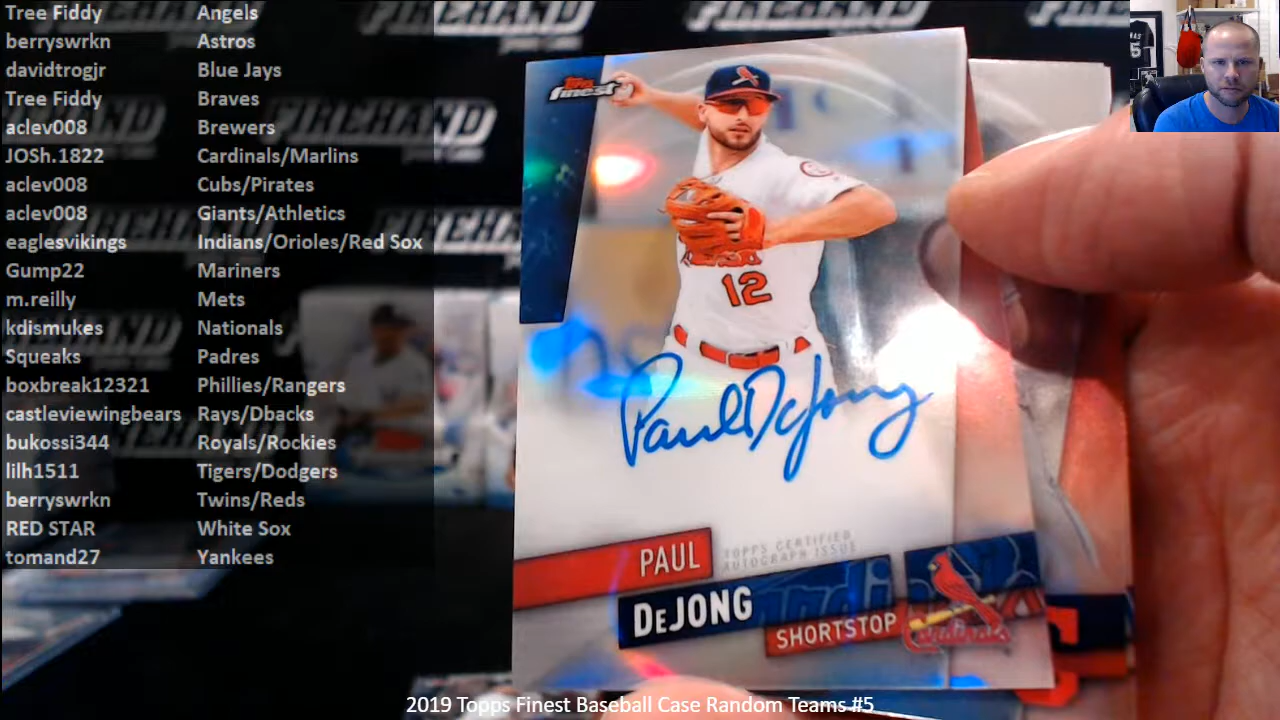 Tree Fiddy Angels
berryswrkn Astros
davidtrogjr Blue Jays
Tree Fiddy Braves
aclev008 Brewers
JOSh.1822 Cardinals/Marlins
aclev008 Cubs/Pirates
aclev008 Giants/Athletics
eaglesvikings Indians/Orioles/Red Sox
Gump22 Mariners
m.reilly Mets
kdismukes Nationals
Squeaks Padres
boxbreak12321 Phillies/Rangers
castleviewingbears Rays/Dbacks
bukossi344 Royals/Rockies
lilh1511 Tigers/Dodgers
berryswrkn Twins/Reds
RED STAR White Sox
tomand27 Yankees
FIREHAND
Topps
finest
12
Paul DeJong
PAUL
TOPPS CERTIFIED
AUTOGRAPH ISSUE
DeJONG
SHORTSTOP
Cardinals
2019 Topps Finest Baseball Case Random Teams #5